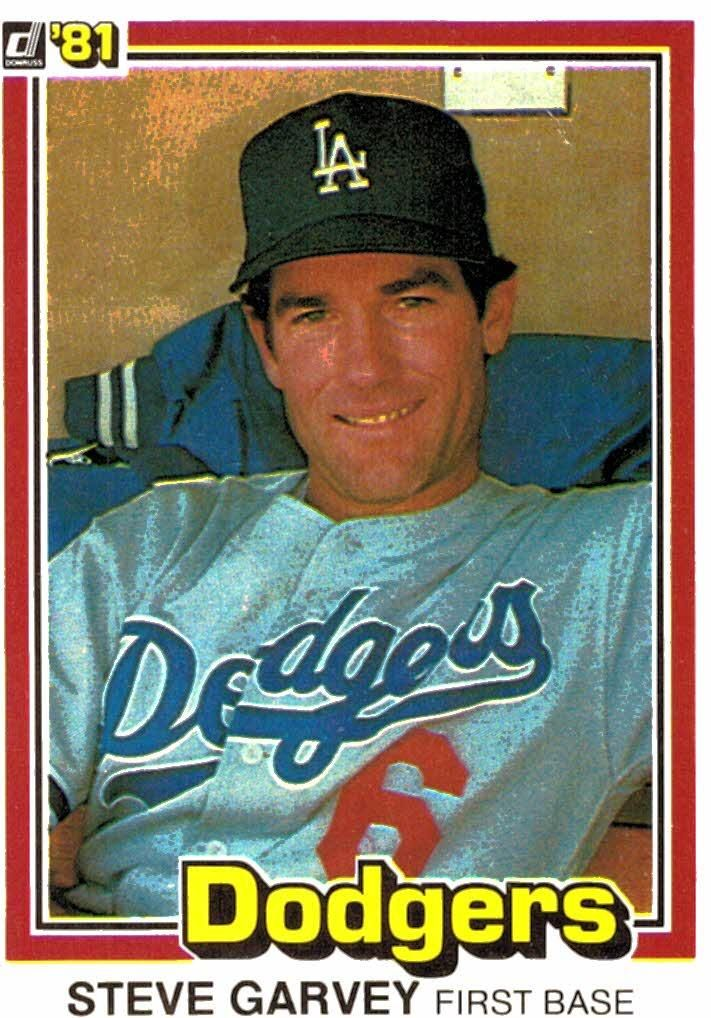 DONRUSS '81
LA
Dodgers
6
Dodgers
STEVE GARVEY FIRST BASE